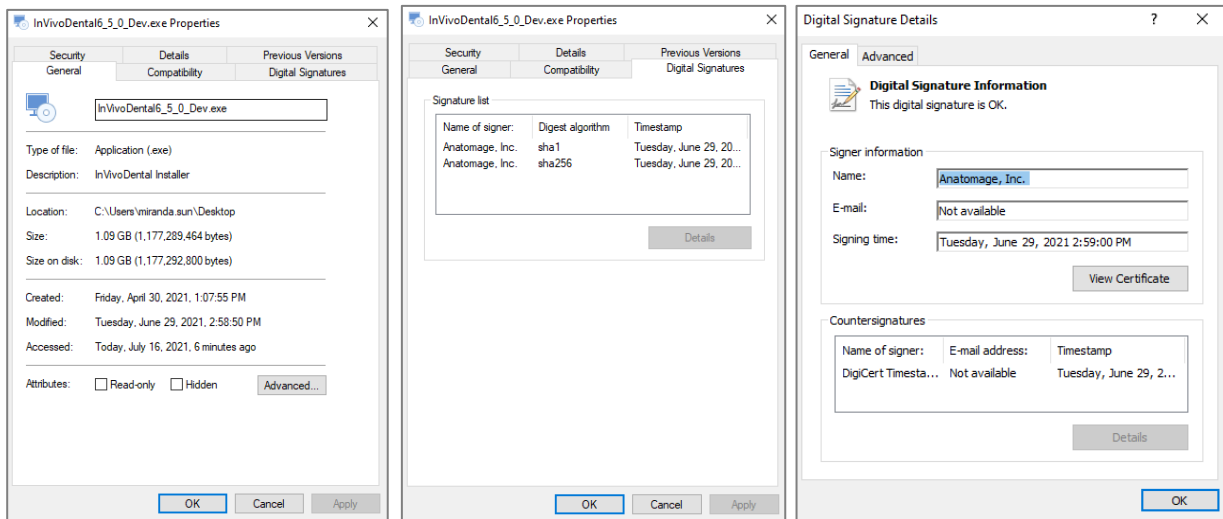 InVivoDental6_5_0_Dev.exe Properties
Security Details Previous Versions
General Compatibility Digital Signatures
InVivoDental6_5_0_Dev.exe
Type of file: Application (.exe)
Description: InVivoDental Installer
Location: C:\Users\miranda.sun\Desktop
Size: 1.09 GB (1,177,289,464 bytes)
Size on disk: 1.09 GB (1,177,292,800 bytes)
Created: Friday, April 30, 2021, 1:07:55 PM
Modified: Tuesday, June 29, 2021, 2:58:50 PM
Accessed: Today, July 16, 2021, 6 minutes ago
Attributes: Read-only Hidden Advanced...
OK Cancel Apply
InVivoDental6_5_0_Dev.exe Properties
Security Details Previous Versions
General Compatibility Digital Signatures
Signature list
Name of signer: Digest algorithm Timestamp
Anatomage, Inc. sha1 Tuesday, June 29, 20...
Anatomage, Inc. sha256 Tuesday, June 29, 20...
Details
OK Cancel Apply
Digital Signature Details ?
General Advanced
Digital Signature Information
This digital signature is OK.
Signer information
Name: Anatomage, Inc.
E-mail: Not available
Signing time: Tuesday, June 29, 2021 2:59:00 PM
View Certificate
Countersignatures
Name of signer: E-mail address: Timestamp
DigiCert Timesta... Not available Tuesday, June 29, 2...
Details
OK